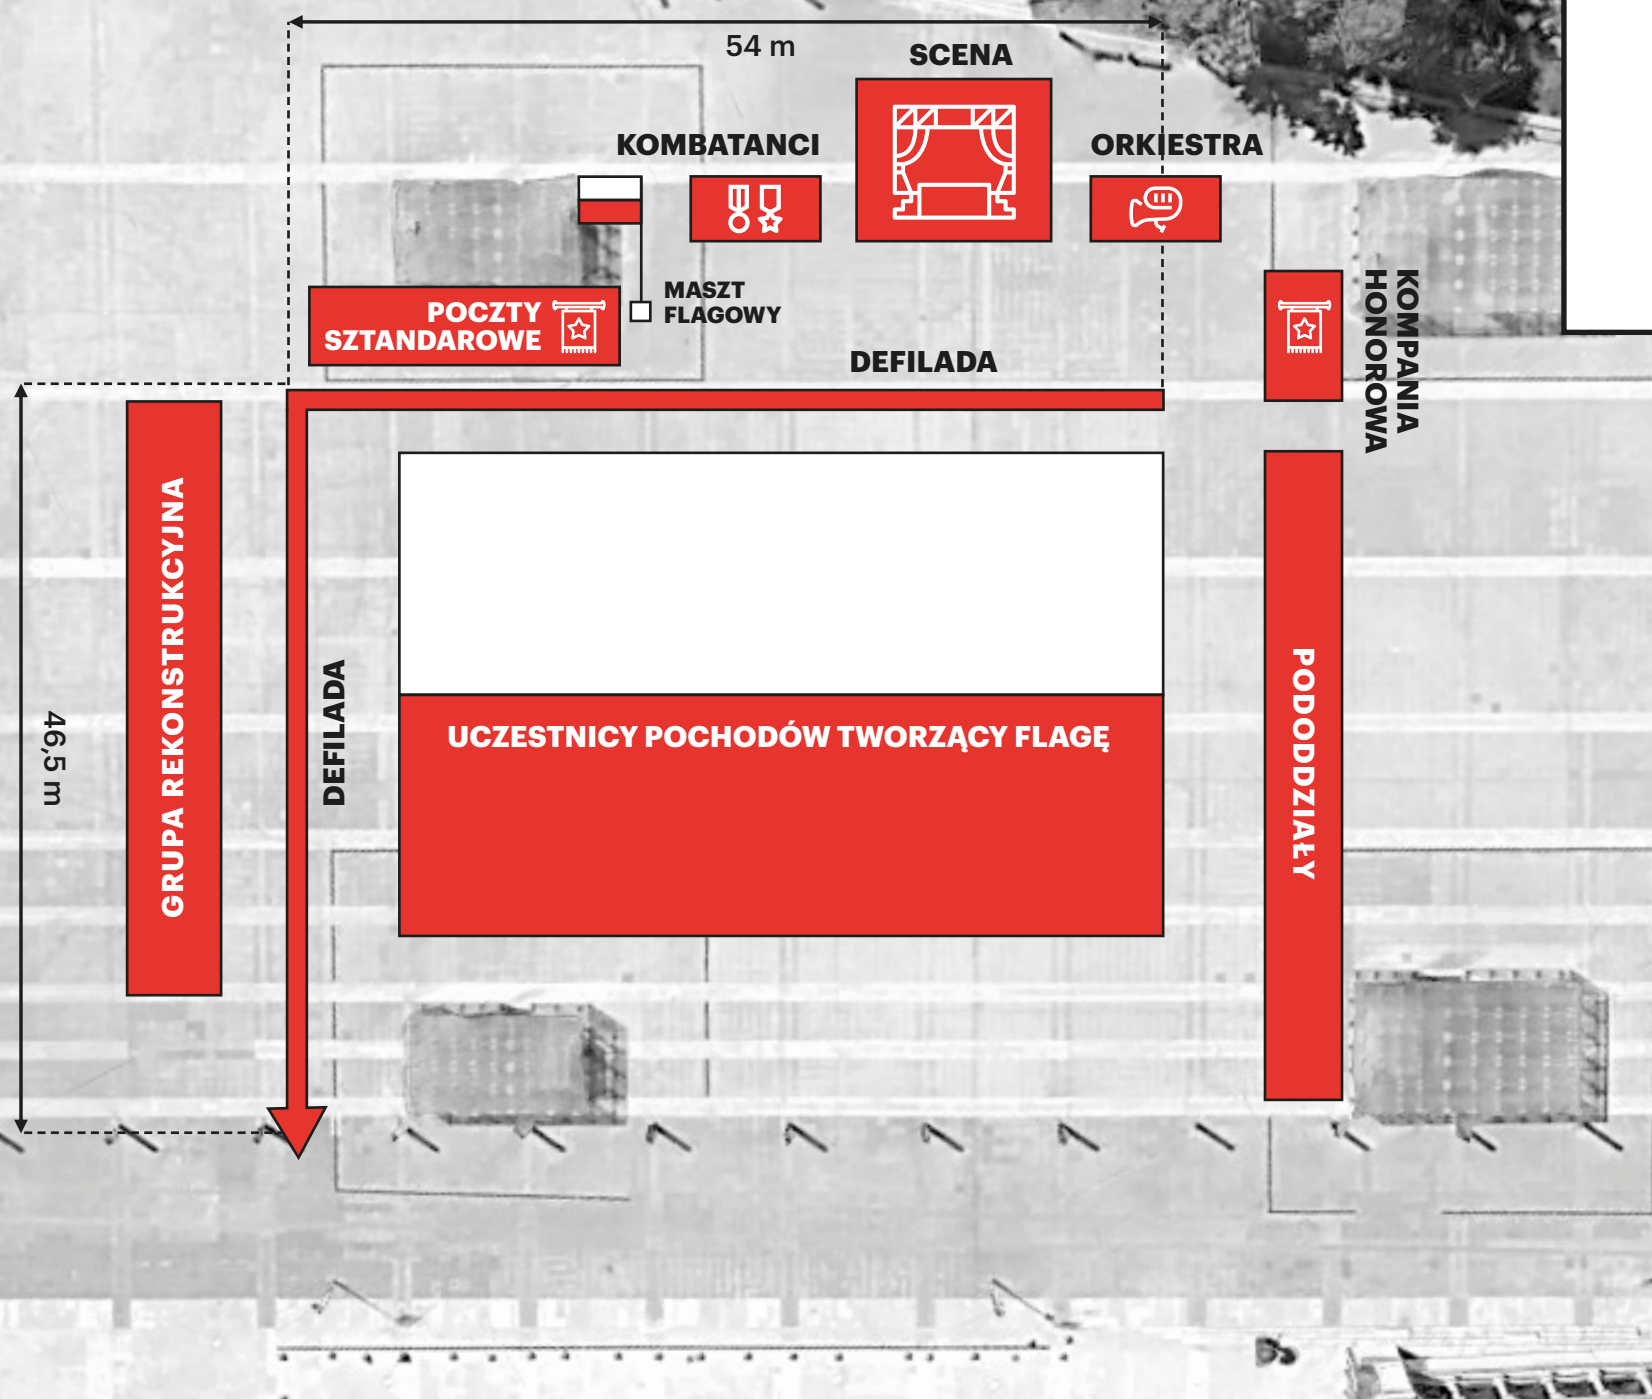 54 m
SCENA
KOMBATANCI
ORKIESTRA
MASZT
FLAGOWY
POCZTY
SZTANDAROWE
KOMPANIA
HONOROWA
DEFILADA
GRUPA REKONSTRUKCYJNA
46,5 m
DEFILADA
UCZESTNICY POCHODÓW TWORZĄCY FLAGĘ
PODODDZIAŁY